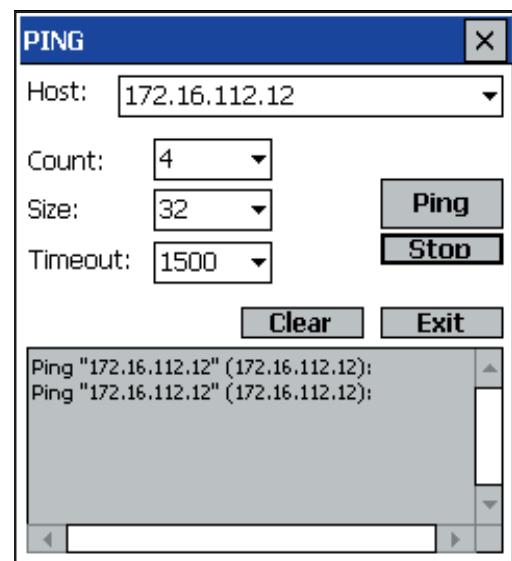 PING
Host: 172.16.112.12
Count: 4
Size: 32
Timeout: 1500
Ping
Stop
Clear Exit
Ping "172.16.112.12" (172.16.112.12):
Ping "172.16.112.12" (172.16.112.12):